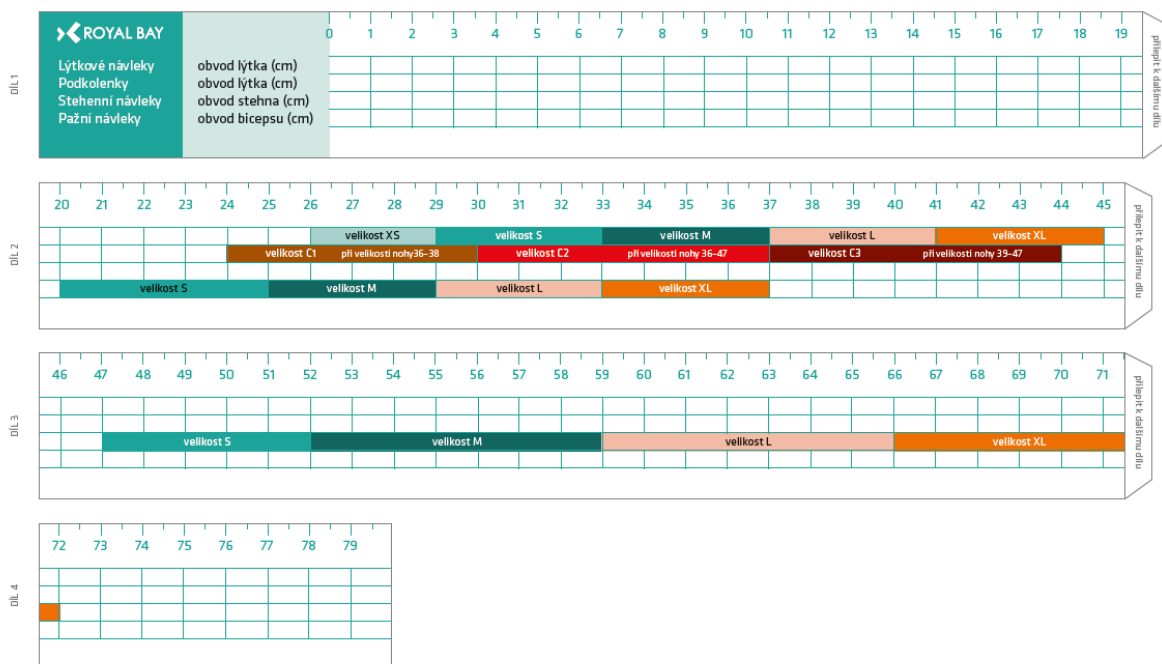 DÍL 1
ROYAL BAY
Lýtkové návleky obvod lýtka (cm)
Podkolenky obvod lýtka (cm)
Stehenní návleky obvod stehna (cm)
Pažní návleky obvod bicepsu (cm)
0 1 2 3 4 5 6 7 8 9 10 11 12 13 14 15 16 17 18 19
přilepit k dalšímu dílu
DÍL 2
20 21 22 23 24 25 26 27 28 29 30 31 32 33 34 35 36 37 38 39 40 41 42 43 44 45
velikost XS velikost S velikost M velikost L velikost XL
velikost C1 při velikosti nohy36-38 velikost C2 při velikosti nohy 36-47 velikost C3 při velikosti nohy 39-47
velikost S velikost M velikost L velikost XL
přilepit k dalšímu dílu
DÍL 3
46 47 48 49 50 51 52 53 54 55 56 57 58 59 60 61 62 63 64 65 66 67 68 69 70 71
velikost S velikost M velikost L velikost XL
přilepit k dalšímu dílu
DÍL 4
72 73 74 75 76 77 78 79